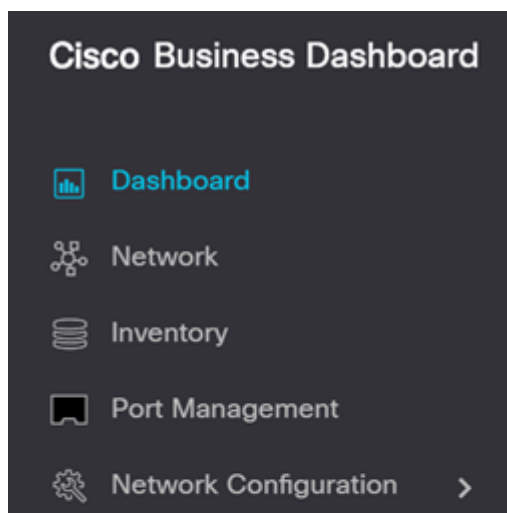 Cisco Business Dashboard
Dashboard
Network
Inventory
Port Management
Network Configuration